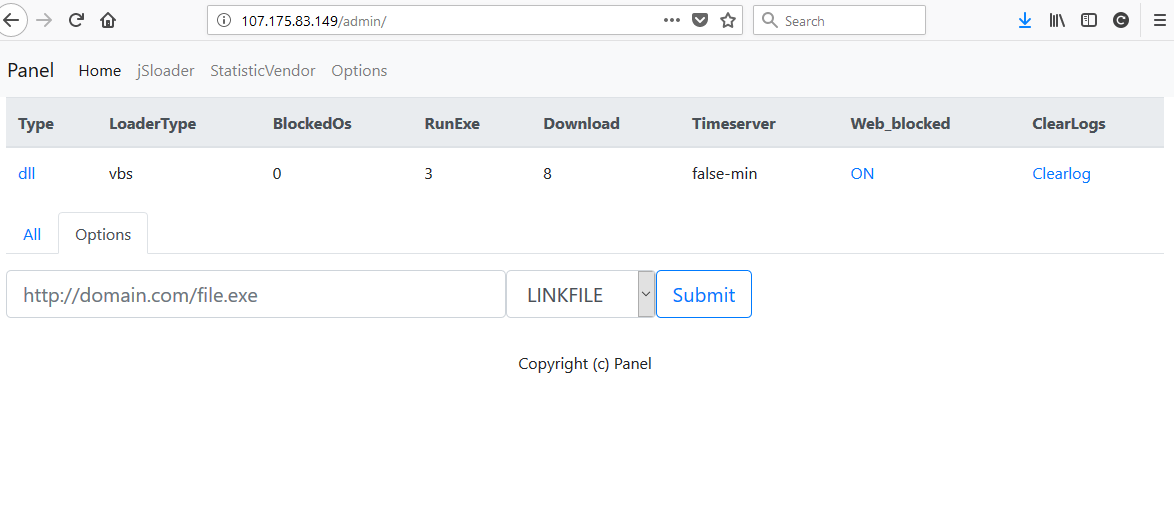 107.175.83.149/admin/ Search
Panel Home jSloader StatisticVendor Options
Type LoaderType BlockedOs RunExe Download Timeserver Web_blocked ClearLogs
dll vbs 0 3 8 false-min ON Clearlog
All Options
http://domain.com/file.exe LINKFILE Submit
Copyright (c) Panel